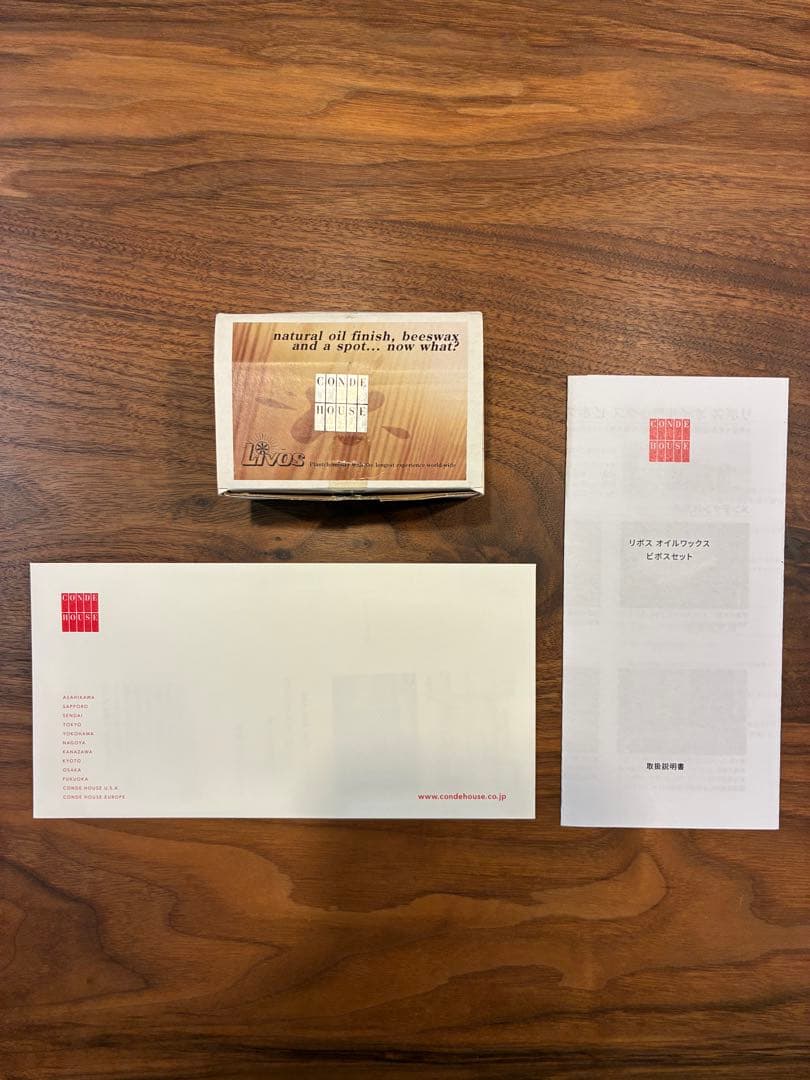 natural oil finish, beeswax
and a spot... now what?
CONDE
HOUSE
Livos
Plantchemistry with the longest experience world-wide
CONDE
HOUSE
リボス オイルワックス
ビボスセット
取扱説明書
CONDE
HOUSE
ASAHIKAWA
SAPPORO
SENDAI
TOKYO
YOKOHAMA
NAGOYA
KANAZAWA
KYOTO
OSAKA
FUKUOKA
CONDE HOUSE U.S.A
CONDE HOUSE EUROPE
www.condehouse.co.jp